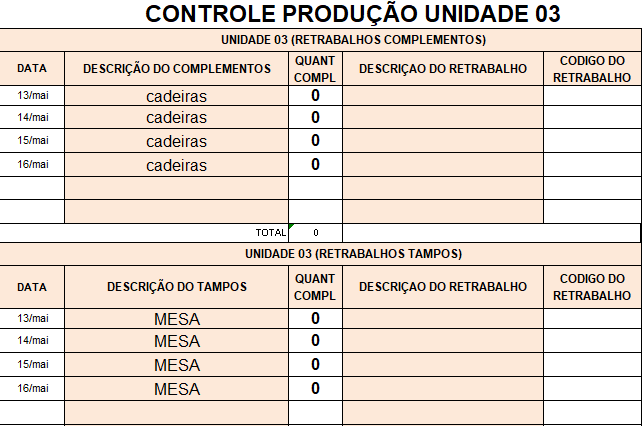 CONTROLE PRODUÇÃO UNIDADE 03
UNIDADE 03 (RETRABALHOS COMPLEMENTOS)
DATA DESCRIÇÃO DO COMPLEMENTOS QUANT COMPL DESCRIÇAO DO RETRABALHO CODIGO DO RETRABALHO
13/mai cadeiras 0
14/mai cadeiras 0
15/mai cadeiras 0
16/mai cadeiras 0
TOTAL 0
UNIDADE 03 (RETRABALHOS TAMPOS)
DATA DESCRIÇÃO DO TAMPOS QUANT COMPL DESCRIÇAO DO RETRABALHO CODIGO DO RETRABALHO
13/mai MESA 0
14/mai MESA 0
15/mai MESA 0
16/mai MESA 0